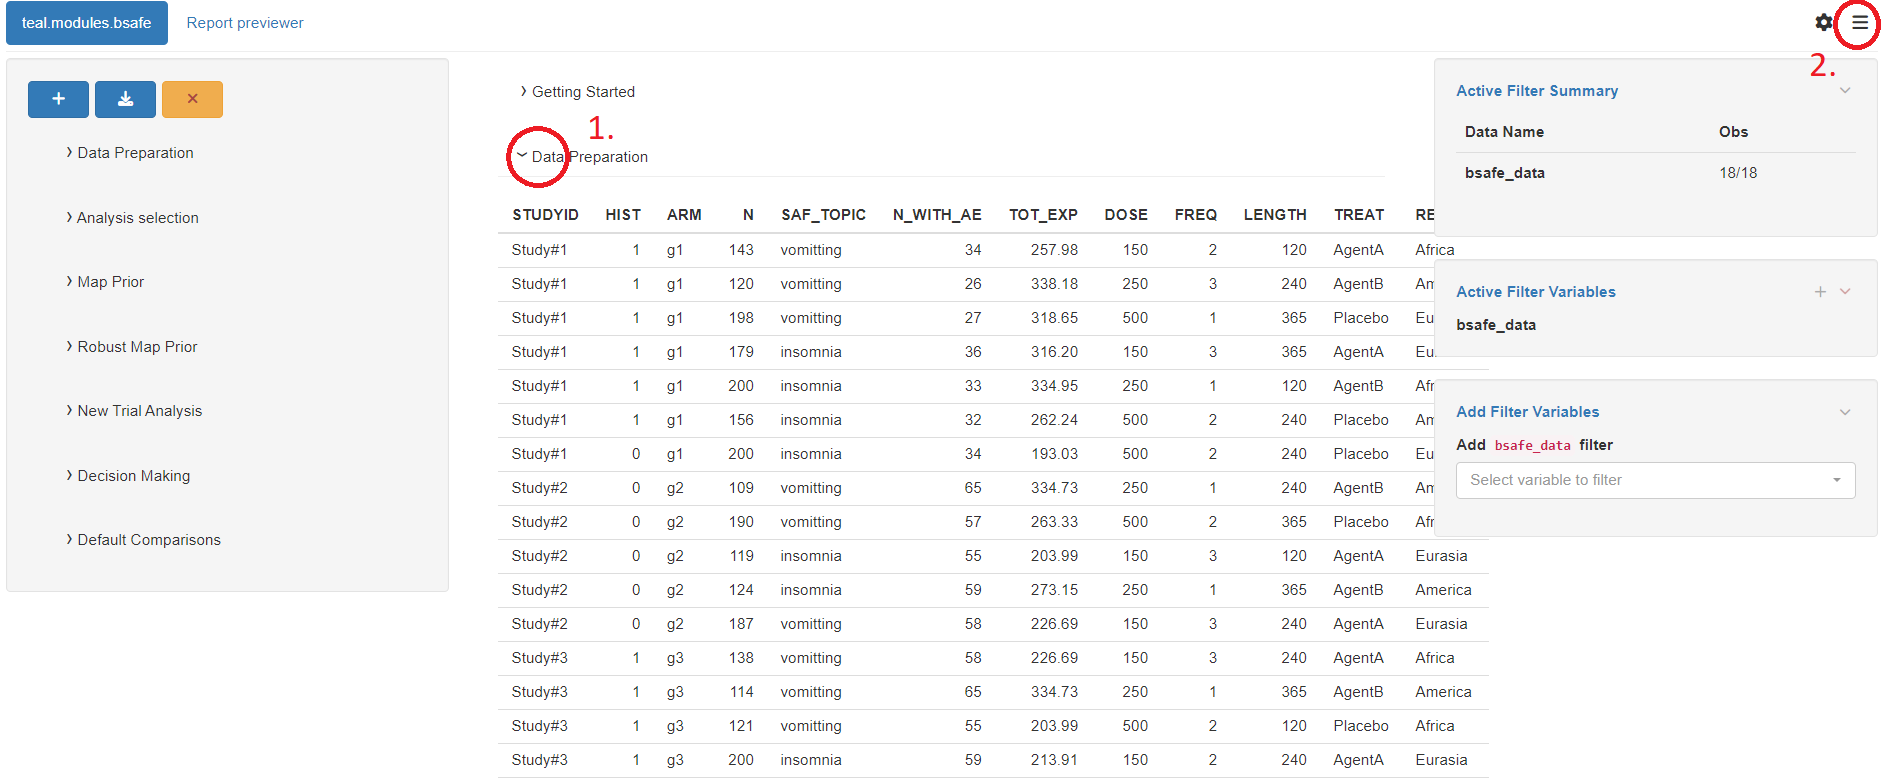 teal.modules.bsafe Report previewer
2.
Data Preparation
Analysis selection
Map Prior
Robust Map Prior
New Trial Analysis
Decision Making
Default Comparisons
Getting Started
1.
Data Preparation
STUDYID HIST ARM N SAF_TOPIC N_WITH_AE TOT_EXP DOSE FREQ LENGTH TREAT RE
Study#1 1 g1 143 vomitting 34 257.98 150 2 120 AgentA Africa
Study#1 1 g1 120 vomitting 26 338.18 250 3 240 AgentB Am
Study#1 1 g1 198 vomitting 27 318.65 500 1 365 Placebo Eu
Study#1 1 g1 179 insomnia 36 316.20 150 3 365 AgentA Eu
Study#1 1 g1 200 insomnia 33 334.95 250 1 120 AgentB Afr
Study#1 1 g1 156 insomnia 32 262.24 500 2 240 Placebo Am
Study#1 0 g1 200 insomnia 34 193.03 500 2 240 Placebo Eu
Study#2 0 g2 109 vomitting 65 334.73 250 1 240 AgentB Am
Study#2 0 g2 190 vomitting 57 263.33 500 2 365 Placebo Afr
Study#2 0 g2 119 insomnia 55 203.99 150 3 120 AgentA Eurasia
Study#2 0 g2 124 insomnia 59 273.15 250 1 365 AgentB America
Study#2 0 g2 187 vomitting 58 226.69 150 3 240 AgentA Eurasia
Study#3 1 g3 138 vomitting 58 226.69 150 3 240 AgentA Africa
Study#3 1 g3 114 vomitting 65 334.73 250 1 365 AgentB America
Study#3 1 g3 121 vomitting 55 203.99 500 2 120 Placebo Africa
Study#3 1 g3 200 insomnia 59 213.91 150 2 240 AgentA Eurasia
Active Filter Summary
Data Name Obs
bsafe_data 18/18
Active Filter Variables
bsafe_data
Add Filter Variables
Add bsafe_data filter
Select variable to filter